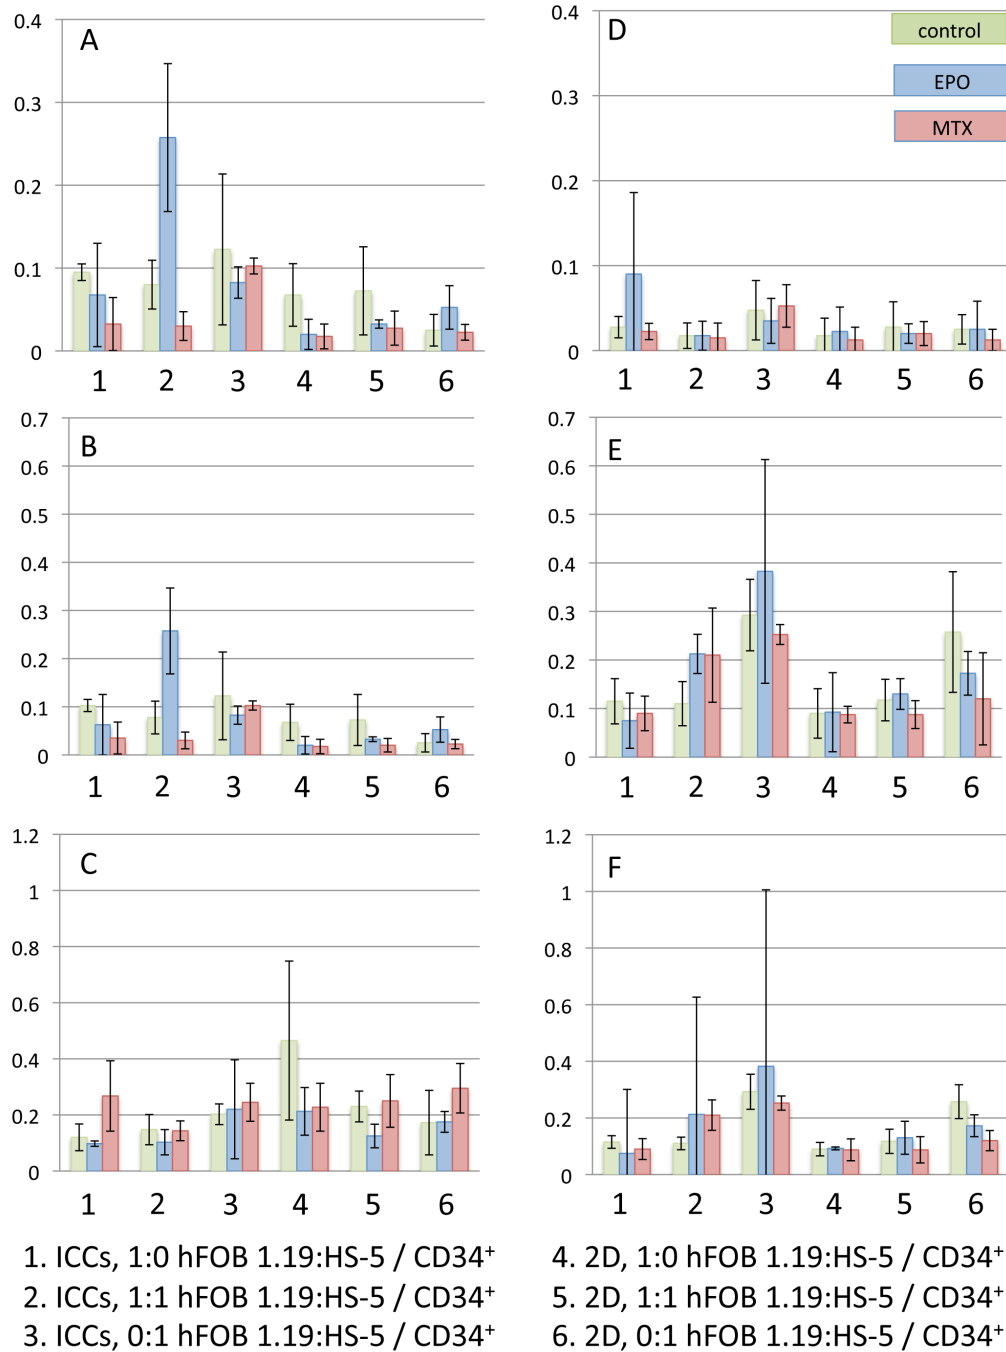 A
0.4
0.3
0.2
0.1
0
1 2 3 4 5 6
D
0.4
0.3
0.2
0.1
0
1 2 3 4 5 6
control
EPO
MTX
B
0.7
0.6
0.5
0.4
0.3
0.2
0.1
0
1 2 3 4 5 6
E
0.7
0.6
0.5
0.4
0.3
0.2
0.1
0
1 2 3 4 5 6
C
1.2
1
0.8
0.6
0.4
0.2
0
1 2 3 4 5 6
F
1.2
1
0.8
0.6
0.4
0.2
0
1 2 3 4 5 6
1. ICCs, 1:0 hFOB 1.19:HS-5 / CD34⁺
2. ICCs, 1:1 hFOB 1.19:HS-5 / CD34⁺
3. ICCs, 0:1 hFOB 1.19:HS-5 / CD34⁺
4. 2D, 1:0 hFOB 1.19:HS-5 / CD34⁺
5. 2D, 1:1 hFOB 1.19:HS-5 / CD34⁺
6. 2D, 0:1 hFOB 1.19:HS-5 / CD34⁺